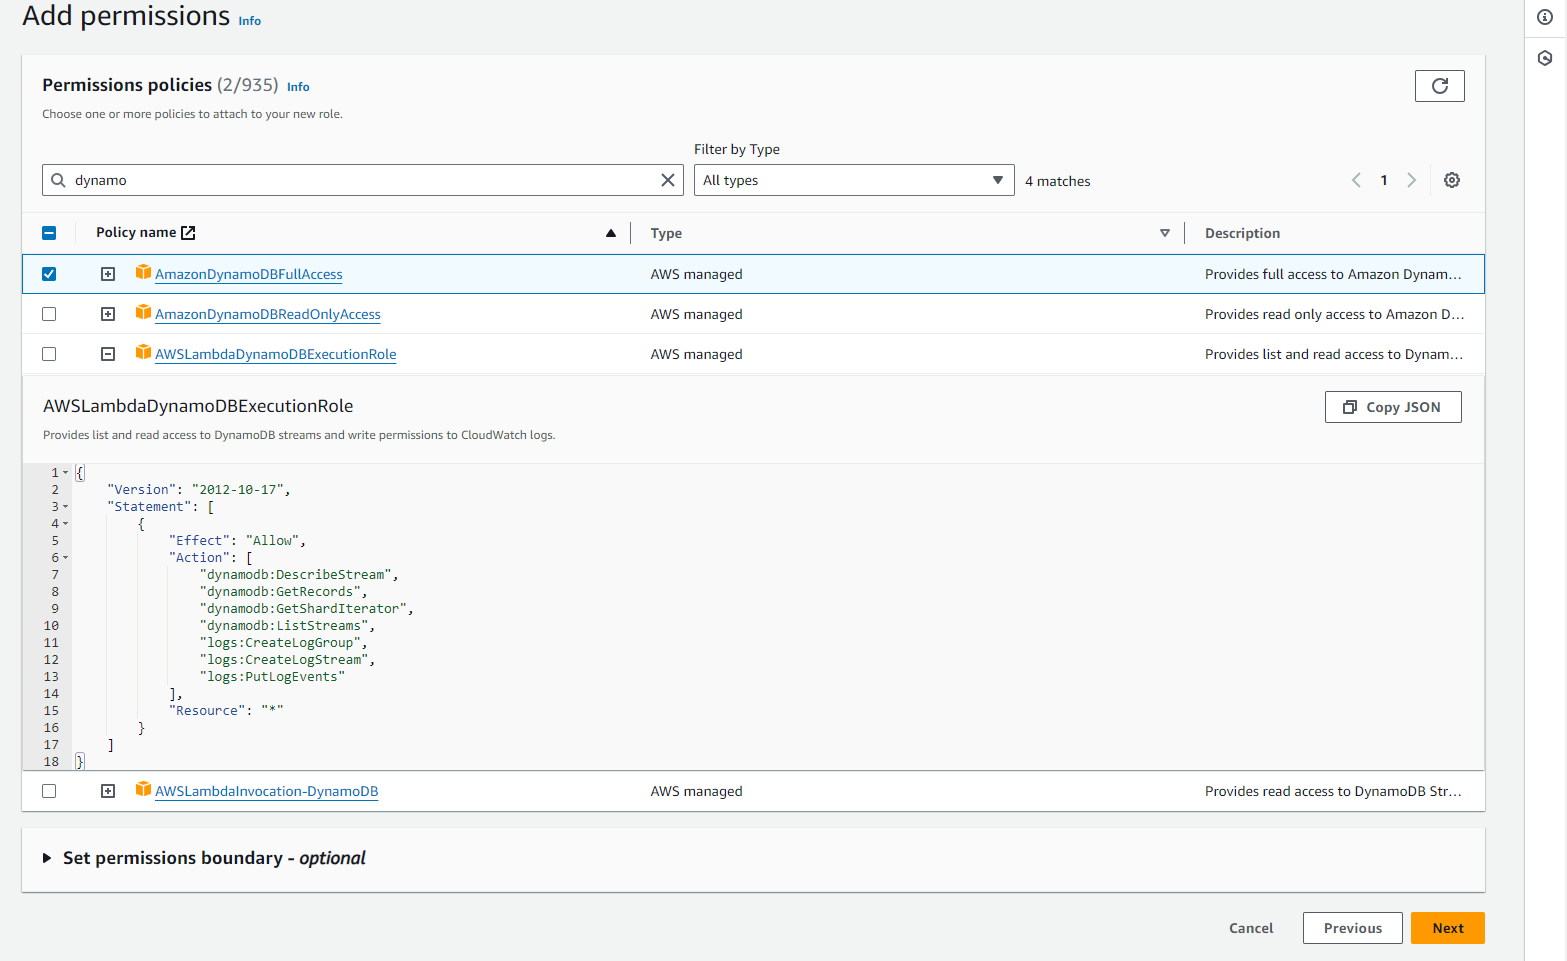 Add permissions Info
Permissions policies (2/935) Info
Choose one or more policies to attach to your new role.
Filter by Type
dynamo
All types
4 matches
1
Policy name
Type
Description
AmazonDynamoDBFullAccess
AWS managed
Provides full access to Amazon Dynam...
AmazonDynamoDBReadOnlyAccess
AWS managed
Provides read only access to Amazon D...
AWSLambdaDynamoDBExecutionRole
AWS managed
Provides list and read access to Dynam...
AWSLambdaDynamoDBExecutionRole
Copy JSON
Provides list and read access to DynamoDB streams and write permissions to CloudWatch logs.
1 {
2 "Version": "2012-10-17",
3 "Statement": [
4 {
5 "Effect": "Allow",
6 "Action": [
7 "dynamodb:DescribeStream",
8 "dynamodb:GetRecords",
9 "dynamodb:GetShardIterator",
10 "dynamodb:ListStreams",
11 "logs:CreateLogGroup",
12 "logs:CreateLogStream",
13 "logs:PutLogEvents"
14 ],
15 "Resource": "*"
16 }
17 ]
18 }
AWSLambdaInvocation-DynamoDB
AWS managed
Provides read access to DynamoDB Str...
Set permissions boundary - optional
Cancel
Previous
Next